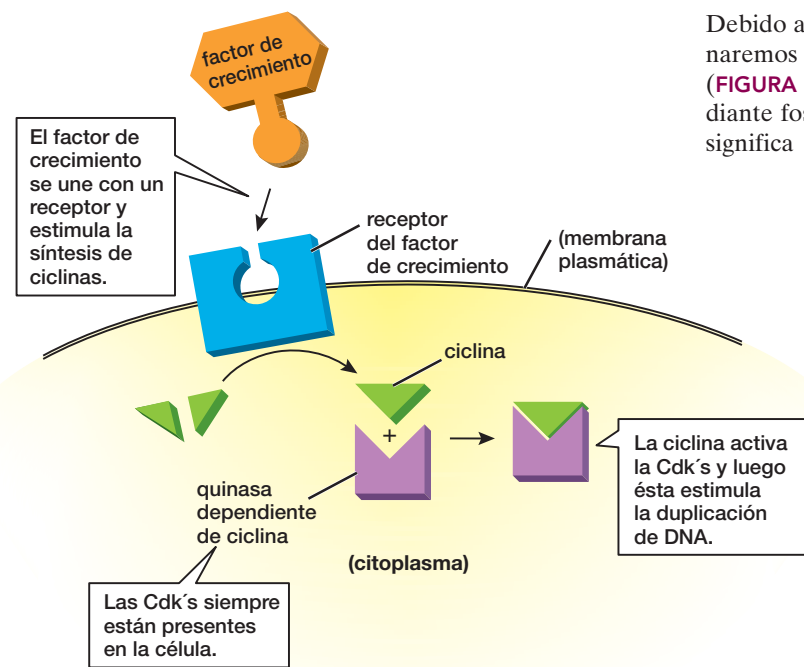 factor de
crecimiento
Debido a
naremos
(FIGURA
diante fos
significa
El factor de
crecimiento
se une con un
receptor y
estimula la
síntesis de
ciclinas.
receptor
del factor
de crecimiento
(membrana
plasmática)
ciclina
+
quinasa
dependiente
de ciclina
La ciclina activa
la Cdk´s y luego
ésta estimula
la duplicación
de DNA.
(citoplasma)
Las Cdk´s siempre
están presentes
en la célula.